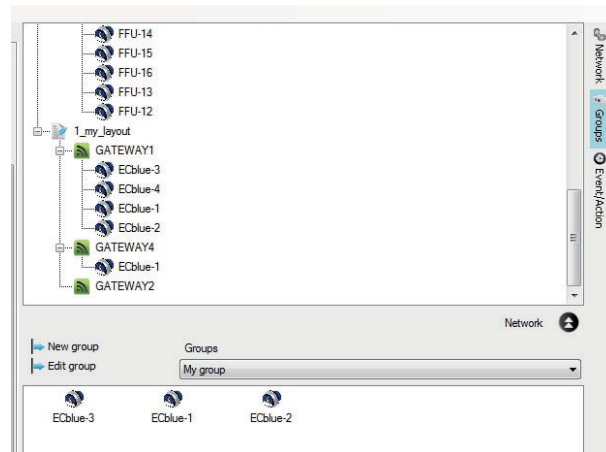 FFU-14
FFU-15
FFU-16
FFU-13
FFU-12
1_my_layout
GATEWAY1
ECblue-3
ECblue-4
ECblue-1
ECblue-2
GATEWAY4
ECblue-1
GATEWAY2
Network
Groups
Event/Action
Network
New group
Groups
Edit group
My group
ECblue-3 ECblue-1 ECblue-2